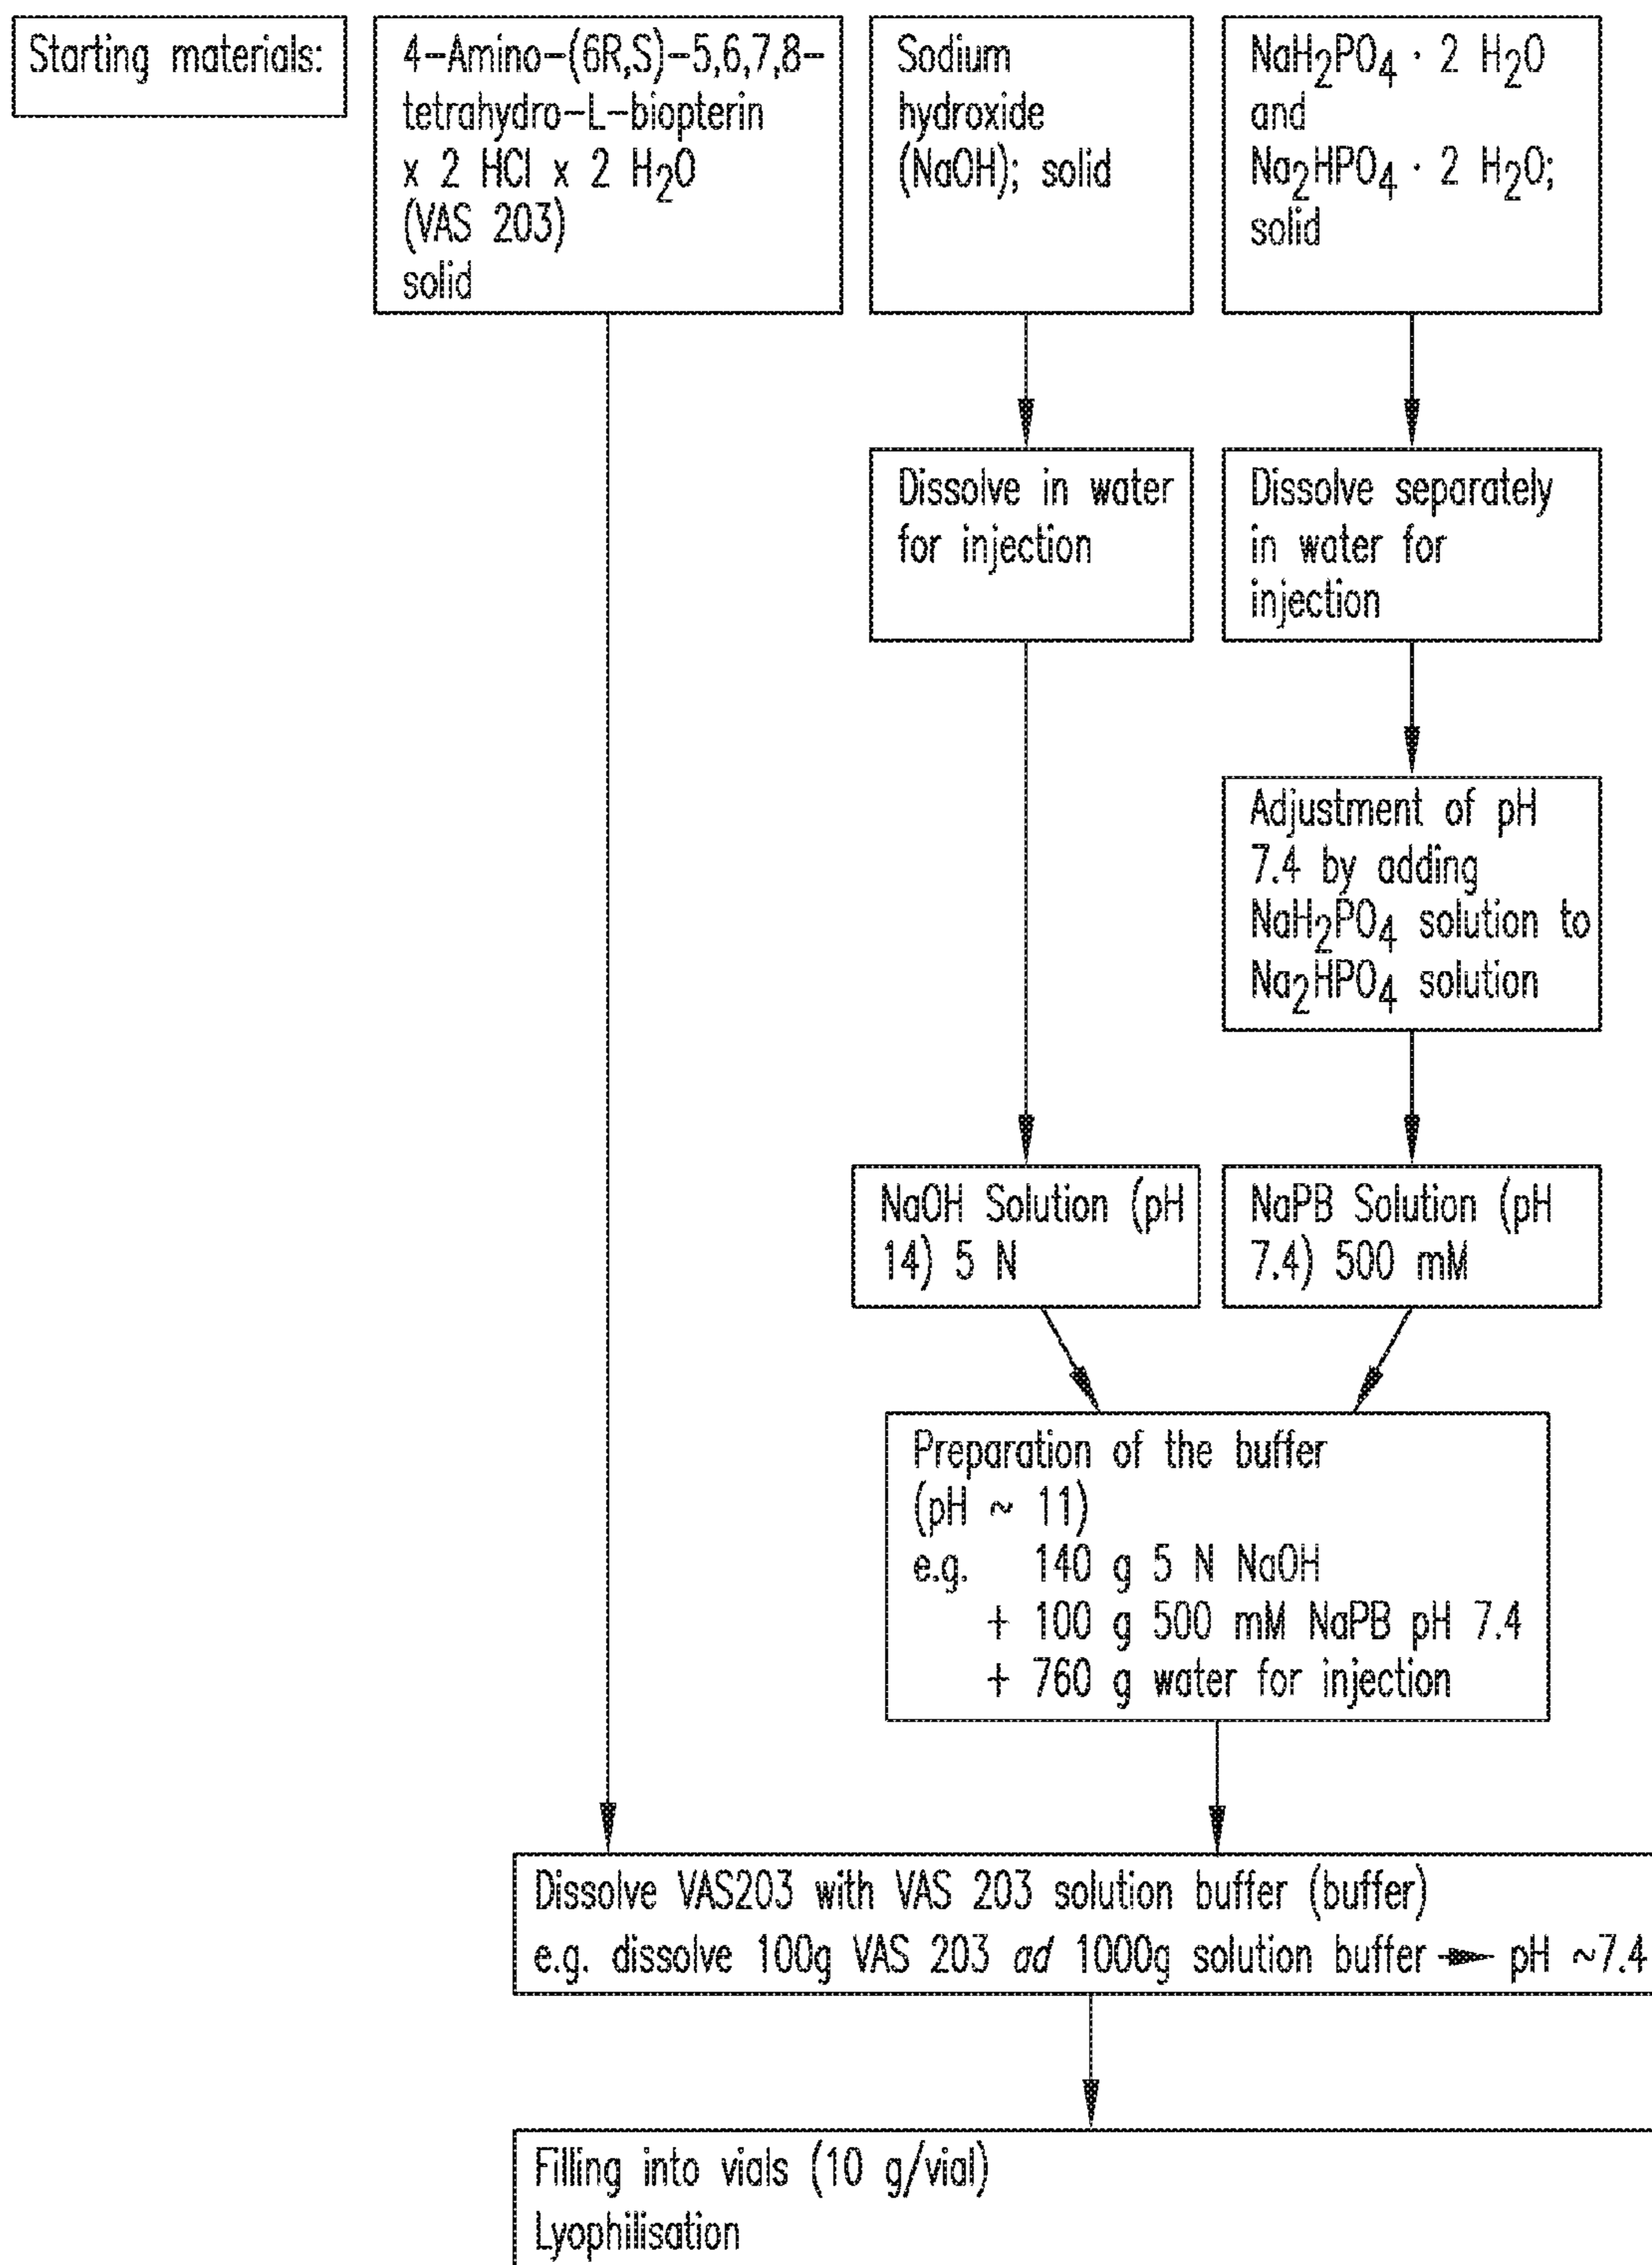 Starting materials:
4-Amino-(6R,S)-5,6,7,8-
tetrahydro-L-biopterin
x 2 HCl x 2 H₂O
(VAS 203)
solid
Sodium
hydroxide
(NaOH); solid
NaH₂PO₄ · 2 H₂O
and
Na₂HPO₄ · 2 H₂O;
solid
Dissolve in water
for injection
Dissolve separately
in water for
injection
Adjustment of pH
7.4 by adding
NaH₂PO₄ solution to
Na₂HPO₄ solution
NaOH Solution (pH
14) 5 N
NaPB Solution (pH
7.4) 500 mM
Preparation of the buffer
(pH ~ 11)
e.g. 140 g 5 N NaOH
+ 100 g 500 mM NaPB pH 7.4
+ 760 g water for injection
Dissolve VAS203 with VAS 203 solution buffer (buffer)
e.g. dissolve 100g VAS 203 ad 1000g solution buffer → pH ~7.4
Filling into vials (10 g/vial)
Lyophilisation